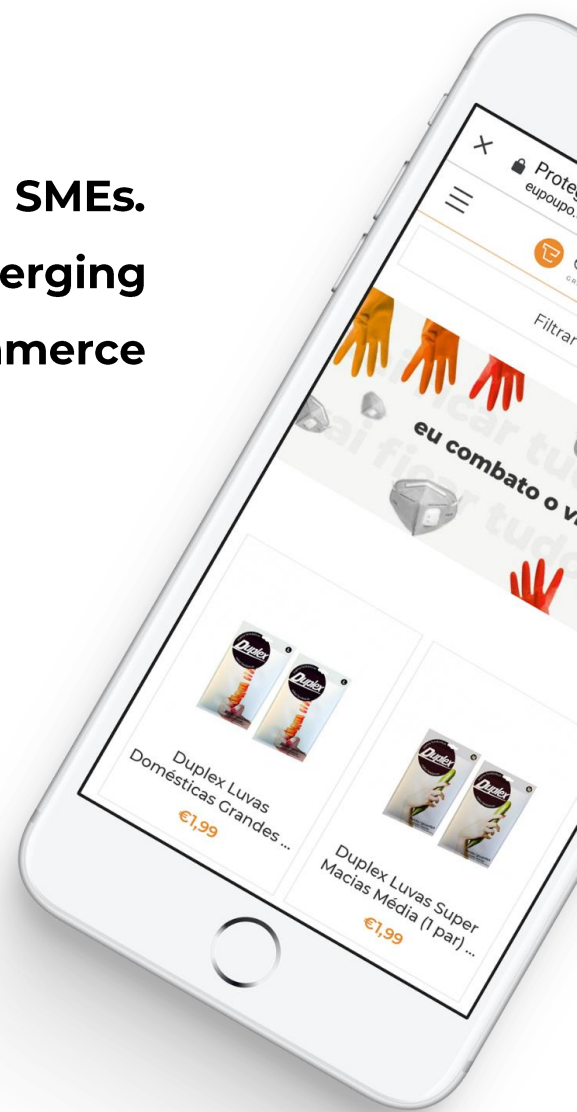 SMEs.
erging
merce
eupoupo.
Filtrar
eu combato o
Duplex
Duplex
Duplex
Duplex
Duplex Luvas
Domésticas Grandes ...
€1,99
Duplex Luvas Super
Macias Média (1 par) ...
€1,99